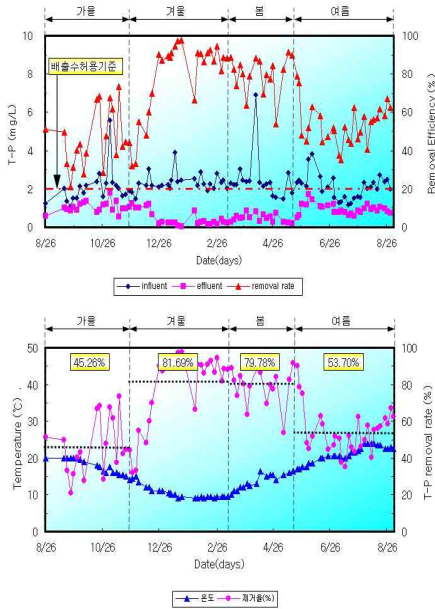 가을 겨울 봄 여름
10 100
배출수허용기준
8 80
6 60
4 40
2 20
0 0
T-P (mg/L)
Removal Efficiency (%)
8/26 10/26 12/26 2/26 4/26 6/26 8/26
Date(days)
influent effluent removal rate
가을 겨울 봄 여름
50 100
45.26% 81.69% 79.78% 53.70%
40 80
30 60
20 40
10 20
0 0
Temperature (℃) .
T-P removal rate (%)
8/26 10/26 12/26 2/26 4/26 6/26 8/26
Date(days)
온도 제거율(%)